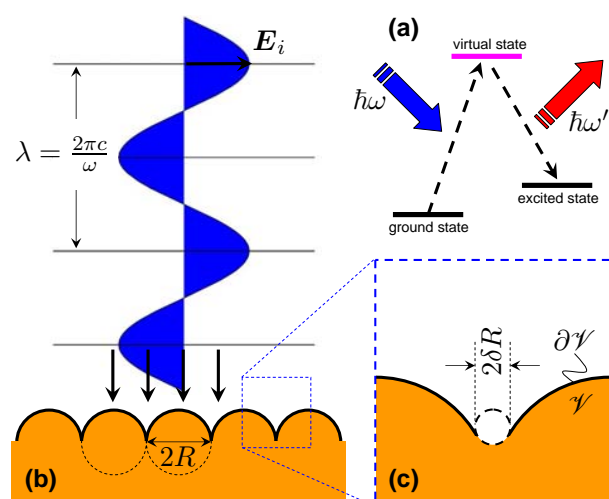 (a)
virtual state
ħω
ħω′
excited state
ground state
E_i
λ = 2πc/ω
2R
(b)
2δR
∂𝒱
𝒱
(c)